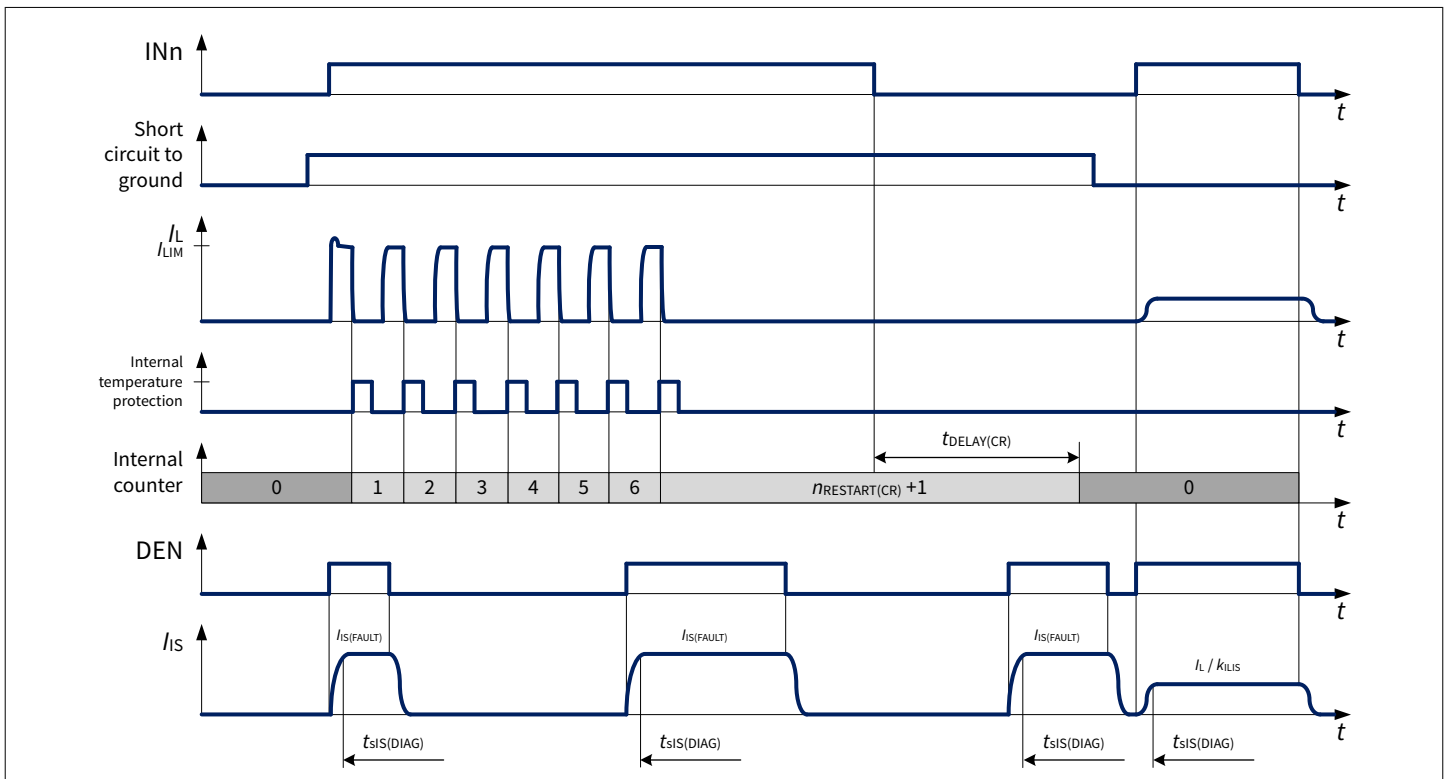 INn
t
Short
circuit to
ground
t
IL
ILIM
t
Internal
temperature
protection
t
tDELAY(CR)
Internal
counter
0 1 2 3 4 5 6 nRESTART(CR) +1 0
t
DEN
t
IIS
IIS(FAULT) IIS(FAULT) IIS(FAULT) IL / kILIS
t
tsIS(DIAG) tsIS(DIAG) tsIS(DIAG) tsIS(DIAG)